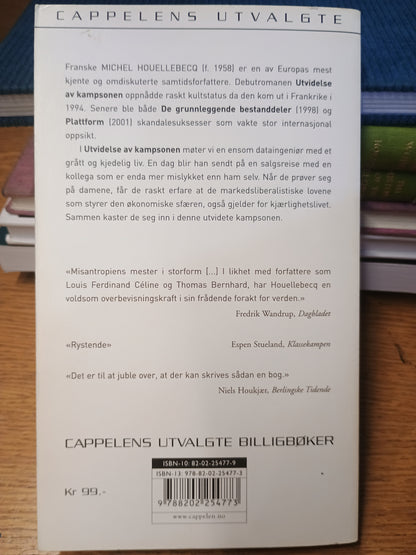 CAPPELENS UTVALGTE
Franske MICHEL HOUELLEBECQ (f. 1958) er en av Europas mest
kjente og omdiskuterte samtidsforfattere. Debutromanen Utvidelse
av kampsonen oppnådde raskt kultstatus da den kom ut i Frankrike i
1994. Senere ble både De grunnleggende bestanddeler (1998) og
Plattform (2001) skandalesuksesser som vakte stor internasjonal
oppsikt.
I Utvidelse av kampsonen møter vi en ensom dataingeniør med et
grått og kjedelig liv. En dag blir han sendt på en salgsreise med en
kollega som er enda mer mislykket enn ham selv. Når de prøver seg
på damene, får de raskt erfare at de markedsliberalistiske lovene
som styrer den økonomiske sfæren, også gjelder for kjærlighetslivet.
Sammen kaster de seg inn i denne utvidete kampsonen.
«Misantropiens mester i storform [...] I likhet med forfattere som
Louis Ferdinand Céline og Thomas Bernhard, har Houellebecq en
voldsom overbevisningskraft i sin frådende forakt for verden.»
Fredrik Wandrup, Dagbladet
«Rystende» Espen Stueland, Klassekampen
«Det er til at juble over, at der kan skrives sådan en bog.»
Niels Houkjær, Berlingske Tidende
CAPPELENS UTVALGTE BILLIGBØKER
ISBN-10: 82-02-25477-9
ISBN-13: 978-82-02-25477-3
Kr 99,-
9 788202 254773
www.cappelen.no